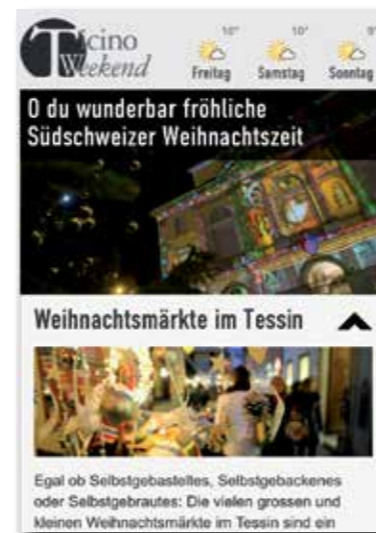 Ticino
Weekend
10° 10°
Freitag Samstag Sonntag
O du wunderbar fröhliche
Südschweizer Weihnachtszeit
Weihnachtsmärkte im Tessin
Egal ob Selbstgebasteltes, Selbstgebackenes
oder Selbstgebrautes: Die vielen grossen und
kleinen Weihnachtsmärkte im Tessin sind ein